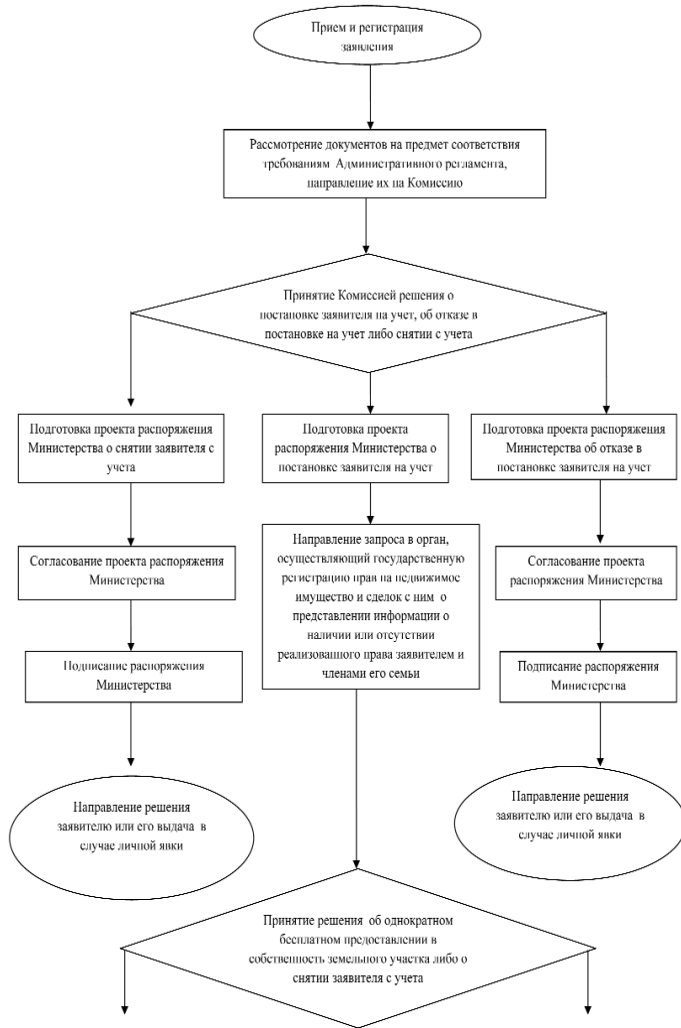 Прием и регистрация
заявления
Рассмотрение документов на предмет соответствия
требованиям Административного регламента,
направление их на Комиссию
Принятие Комиссией решения о
постановке заявителя на учет, об отказе в
постановке на учет либо снятии с учета
Подготовка проекта распоряжения
Министерства о снятии заявителя с
учета
Согласование проекта распоряжения
Министерства
Подписание распоряжения
Министерства
Направление решения
заявителю или его выдача в
случае личной явки
Подготовка проекта
распоряжения Министерства о
постановке заявителя на учет
Направление запроса в орган,
осуществляющий государственную
регистрацию прав на недвижимое
имущество и сделок с ним о
представлении информации о
наличии или отсутствии
реализованного права заявителем и
членами его семьи
Подготовка проекта распоряжения
Министерства об отказе в
постановке заявителя на учет
Согласование проекта
распоряжения Министерства
Подписание распоряжения
Министерства
Направление решения
заявителю или его выдача в
случае личной явки
Принятие решения об однократном
бесплатном предоставлении в
собственность земельного участка либо о
снятии заявителя с учета